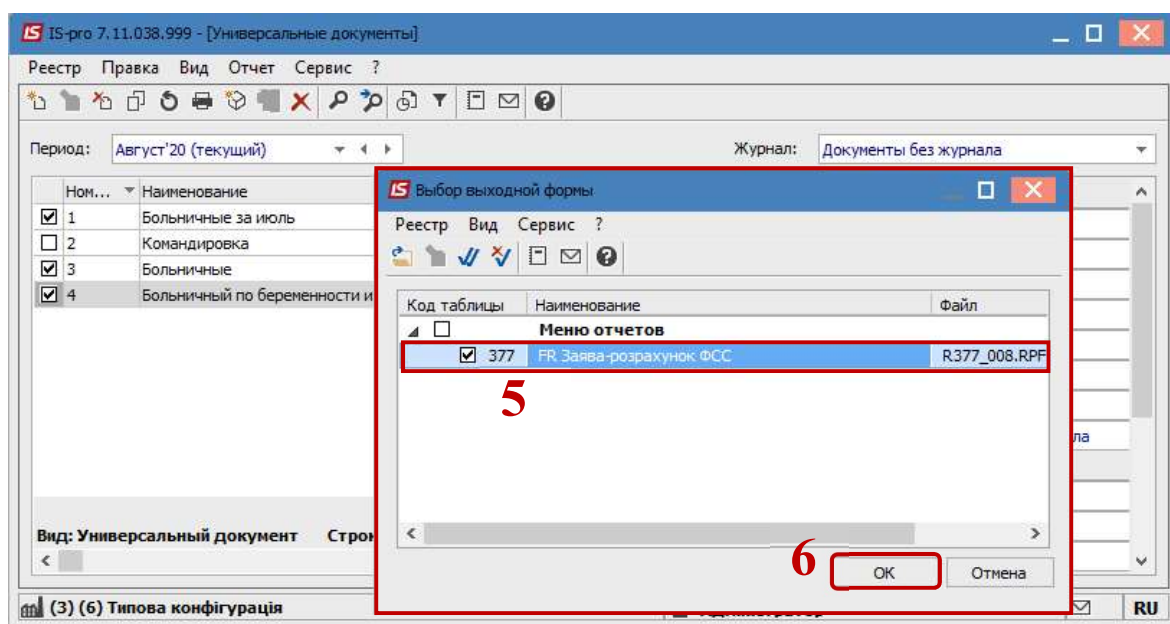 IS-pro 7.11.038.999 - [Универсальные документы]
Реестр Правка Вид Отчет Сервис ?
Период: Август'20 (текущий) Журнал: Документы без журнала
Ном... Наименование
1 Больничные за июль
2 Командировка
3 Больничные
4 Больничный по беременности и
Выбор выходной формы
Реестр Вид Сервис ?
Код таблицы Наименование Файл
Меню отчетов
377 FR Заява-розрахунок ФСС R377_008.RPF
5
ла
Вид: Универсальный документ Строк
6
OK Отмена
(3) (6) Типова конфігурація
RU